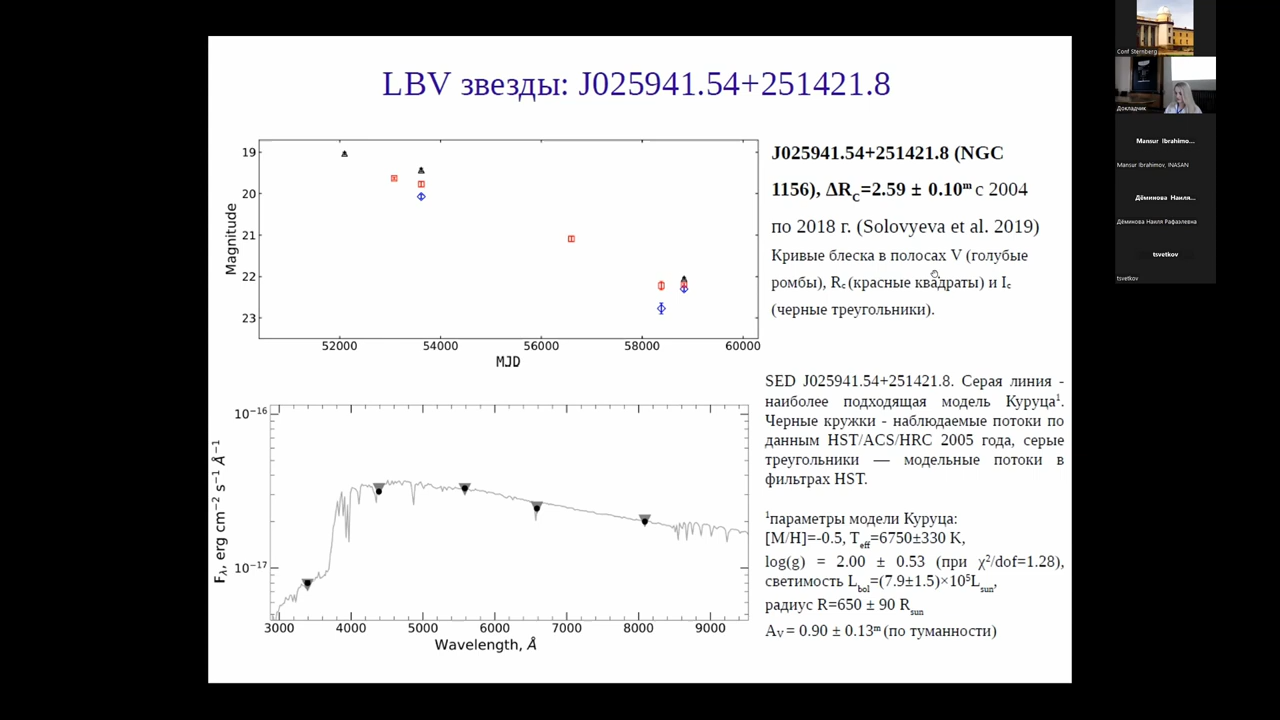 LBV звезды: J025941.54+251421.8
19
20
21
22
23
Magnitude
52000 54000 56000 58000 60000
MJD
J025941.54+251421.8 (NGC
1156), ΔR_C=2.59 ± 0.10ᵐ с 2004
по 2018 г. (Solovyeva et al. 2019)
Кривые блеска в полосах V (голубые
ромбы), R_c (красные квадраты) и I_c
(черные треугольники).
10⁻¹⁶
10⁻¹⁷
F_λ, erg cm⁻² s⁻¹ Å⁻¹
3000 4000 5000 6000 7000 8000 9000
Wavelength, Å
SED J025941.54+251421.8. Серая линия -
наиболее подходящая модель Куруца¹.
Черные кружки - наблюдаемые потоки по
данным HST/ACS/HRC 2005 года, серые
треугольники — модельные потоки в
фильтрах HST.
¹параметры модели Куруца:
[M/H]=-0.5, T_eff=6750±330 K,
log(g) = 2.00 ± 0.53 (при χ²/dof=1.28),
светимость L_bol=(7.9±1.5)×10⁵L_sun,
радиус R=650 ± 90 R_sun
A_V = 0.90 ± 0.13ᵐ (по туманности)
Conf Sternberg
Докладчик
Mansur Ibrahimo...
Mansur Ibrahimov, INASAN
Дёминова Наиля...
Дёминова Наиля Рафаэлевна
tsvetkov
tsvetkov